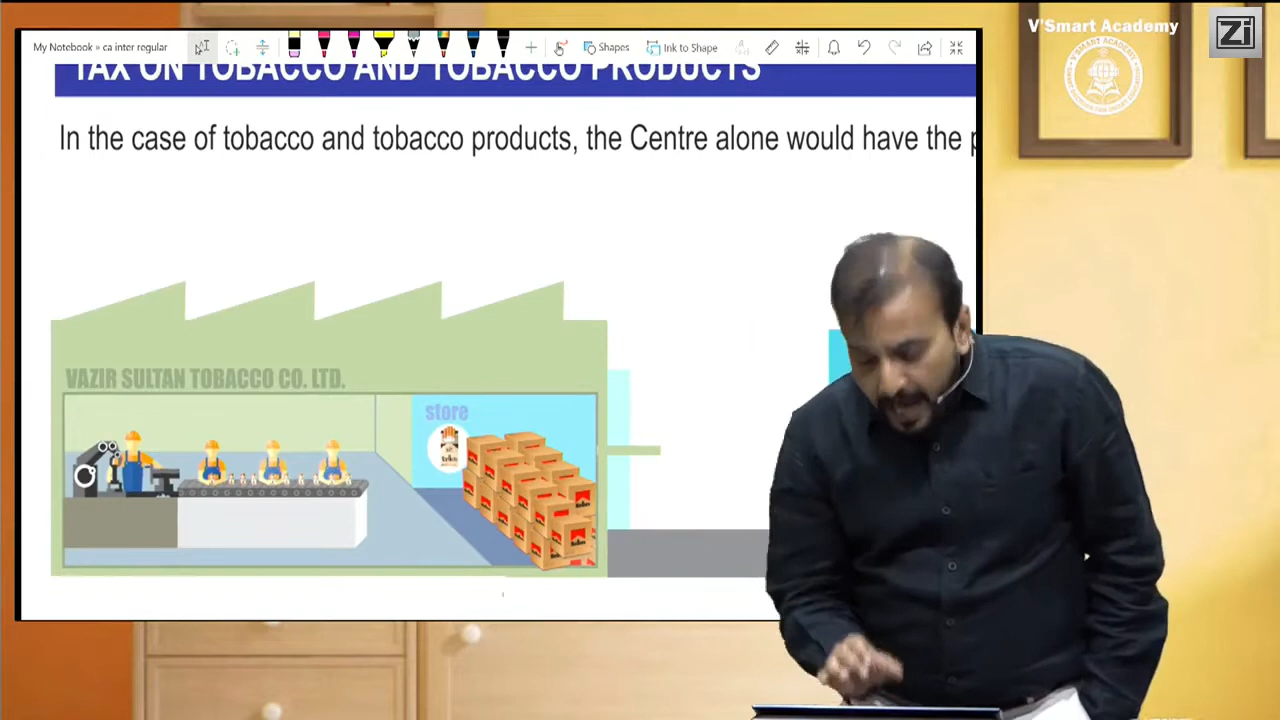 V'Smart Academy
My Notebook » ca inter regular
Shapes
Ink to Shape
TAX ON TOBACCO AND TOBACCO PRODUCTS
In the case of tobacco and tobacco products, the Centre alone would have the
VAZIR SULTAN TOBACCO CO. LTD.
store